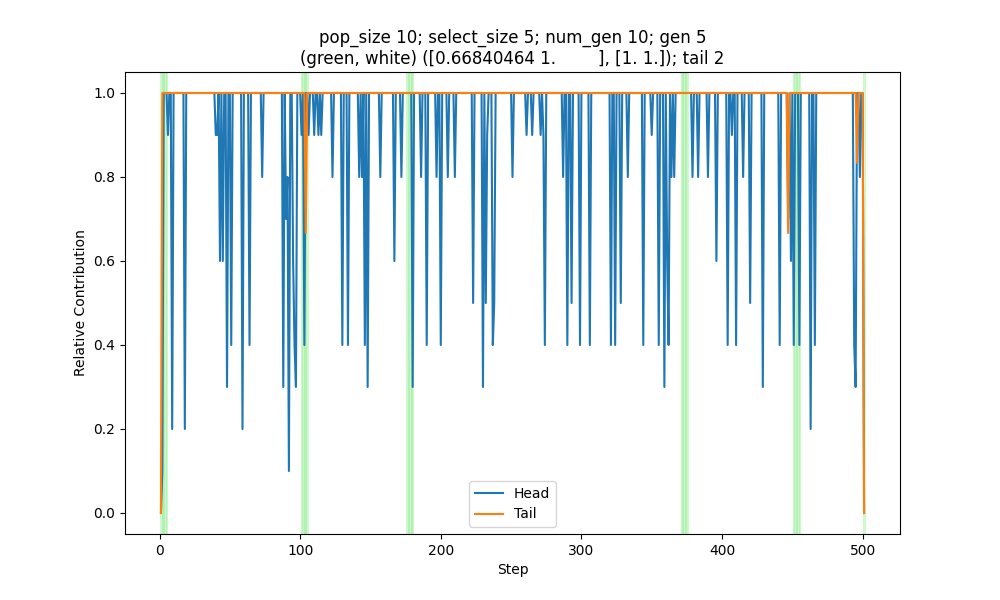 pop_size 10; select_size 5; num_gen 10; gen 5
(green, white) ([0.66840464 1.        ], [1. 1.]); tail 2
1.0
0.8
0.6
0.4
0.2
0.0
Relative Contribution
Head
Tail
0
100
200
300
400
500
Step